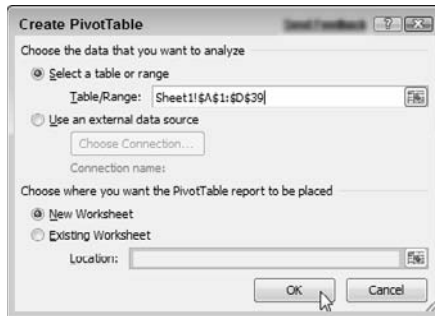 Create PivotTable
Choose the data that you want to analyze
Select a table or range
Table/Range: Sheet1!$A$1:$D$39
Use an external data source
Choose Connection...
Connection name:
Choose where you want the PivotTable report to be placed
New Worksheet
Existing Worksheet
Location:
OK Cancel